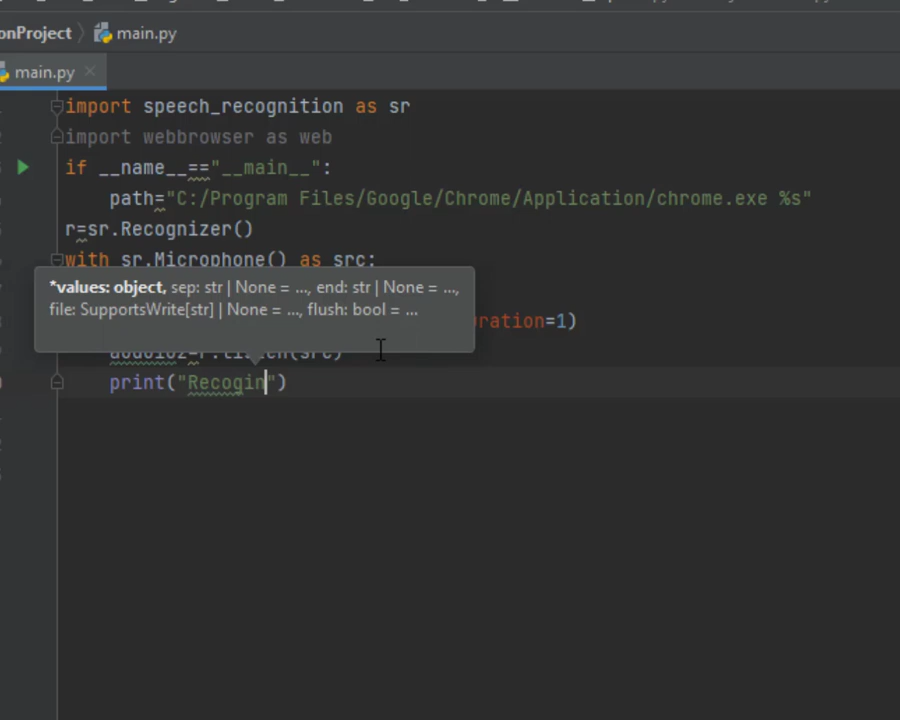 onProject main.py
main.py
import speech_recognition as sr
import webbrowser as web
if __name__=="__main__":
path="C:/Program Files/Google/Chrome/Application/chrome.exe %s"
r=sr.Recognizer()
with sr.Microphone() as src:
*values: object, sep: str | None = ..., end: str | None = ...,
file: SupportsWrite[str] | None = ..., flush: bool = ...
uration=1)
print("Recogin")